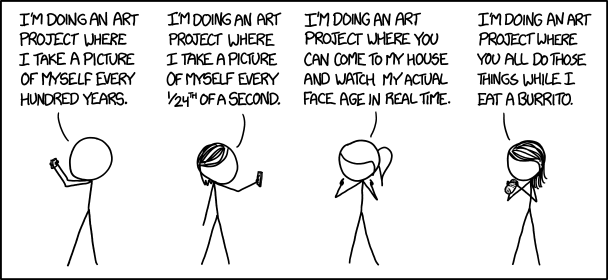 I'M DOING AN ART
PROJECT WHERE
I TAKE A PICTURE
OF MYSELF EVERY
HUNDRED YEARS.
I'M DOING AN ART
PROJECT WHERE
I TAKE A PICTURE
OF MYSELF EVERY
1/24TH OF A SECOND.
I'M DOING AN ART
PROJECT WHERE YOU
CAN COME TO MY HOUSE
AND WATCH MY ACTUAL
FACE AGE IN REAL TIME.
I'M DOING AN ART
PROJECT WHERE
YOU ALL DO THOSE
THINGS WHILE I
EAT A BURRITO.